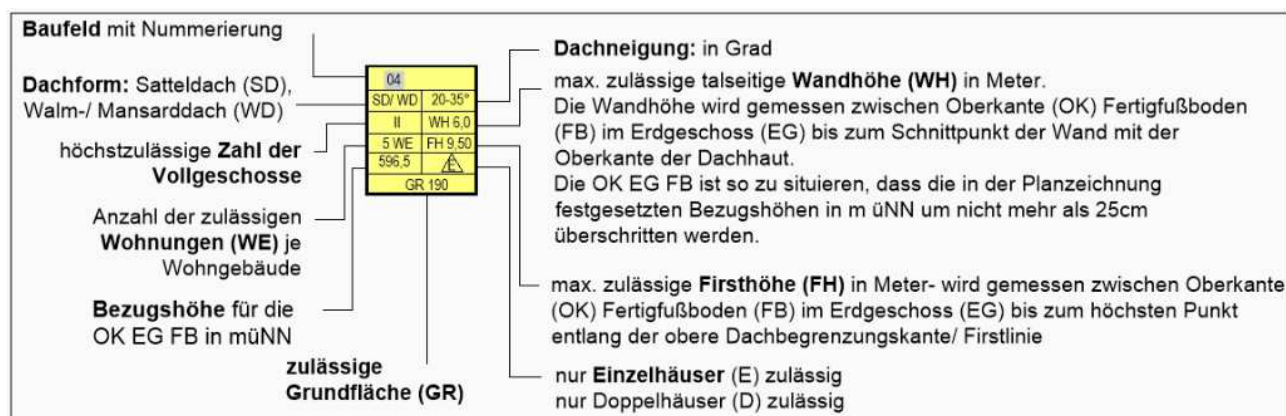 Baufeld mit Nummerierung
Dachform: Satteldach (SD),
Walm-/ Mansarddach (WD)
höchstzulässige Zahl der
Vollgeschosse
Anzahl der zulässigen
Wohnungen (WE) je
Wohngebäude
Bezugshöhe für die
OK EG FB in müNN
zulässige
Grundfläche (GR)
04
SD/ WD 20-35°
II WH 6,0
5 WE FH 9,50
596,5 E
GR 190
Dachneigung: in Grad
max. zulässige talseitige Wandhöhe (WH) in Meter.
Die Wandhöhe wird gemessen zwischen Oberkante (OK) Fertigfußboden
(FB) im Erdgeschoss (EG) bis zum Schnittpunkt der Wand mit der
Oberkante der Dachhaut.
Die OK EG FB ist so zu situieren, dass die in der Planzeichnung
festgesetzten Bezugshöhen in m üNN um nicht mehr als 25cm
überschritten werden.
max. zulässige Firsthöhe (FH) in Meter- wird gemessen zwischen Oberkante
(OK) Fertigfußboden (FB) im Erdgeschoss (EG) bis zum höchsten Punkt
entlang der obere Dachbegrenzungskante/ Firstlinie
nur Einzelhäuser (E) zulässig
nur Doppelhäuser (D) zulässig